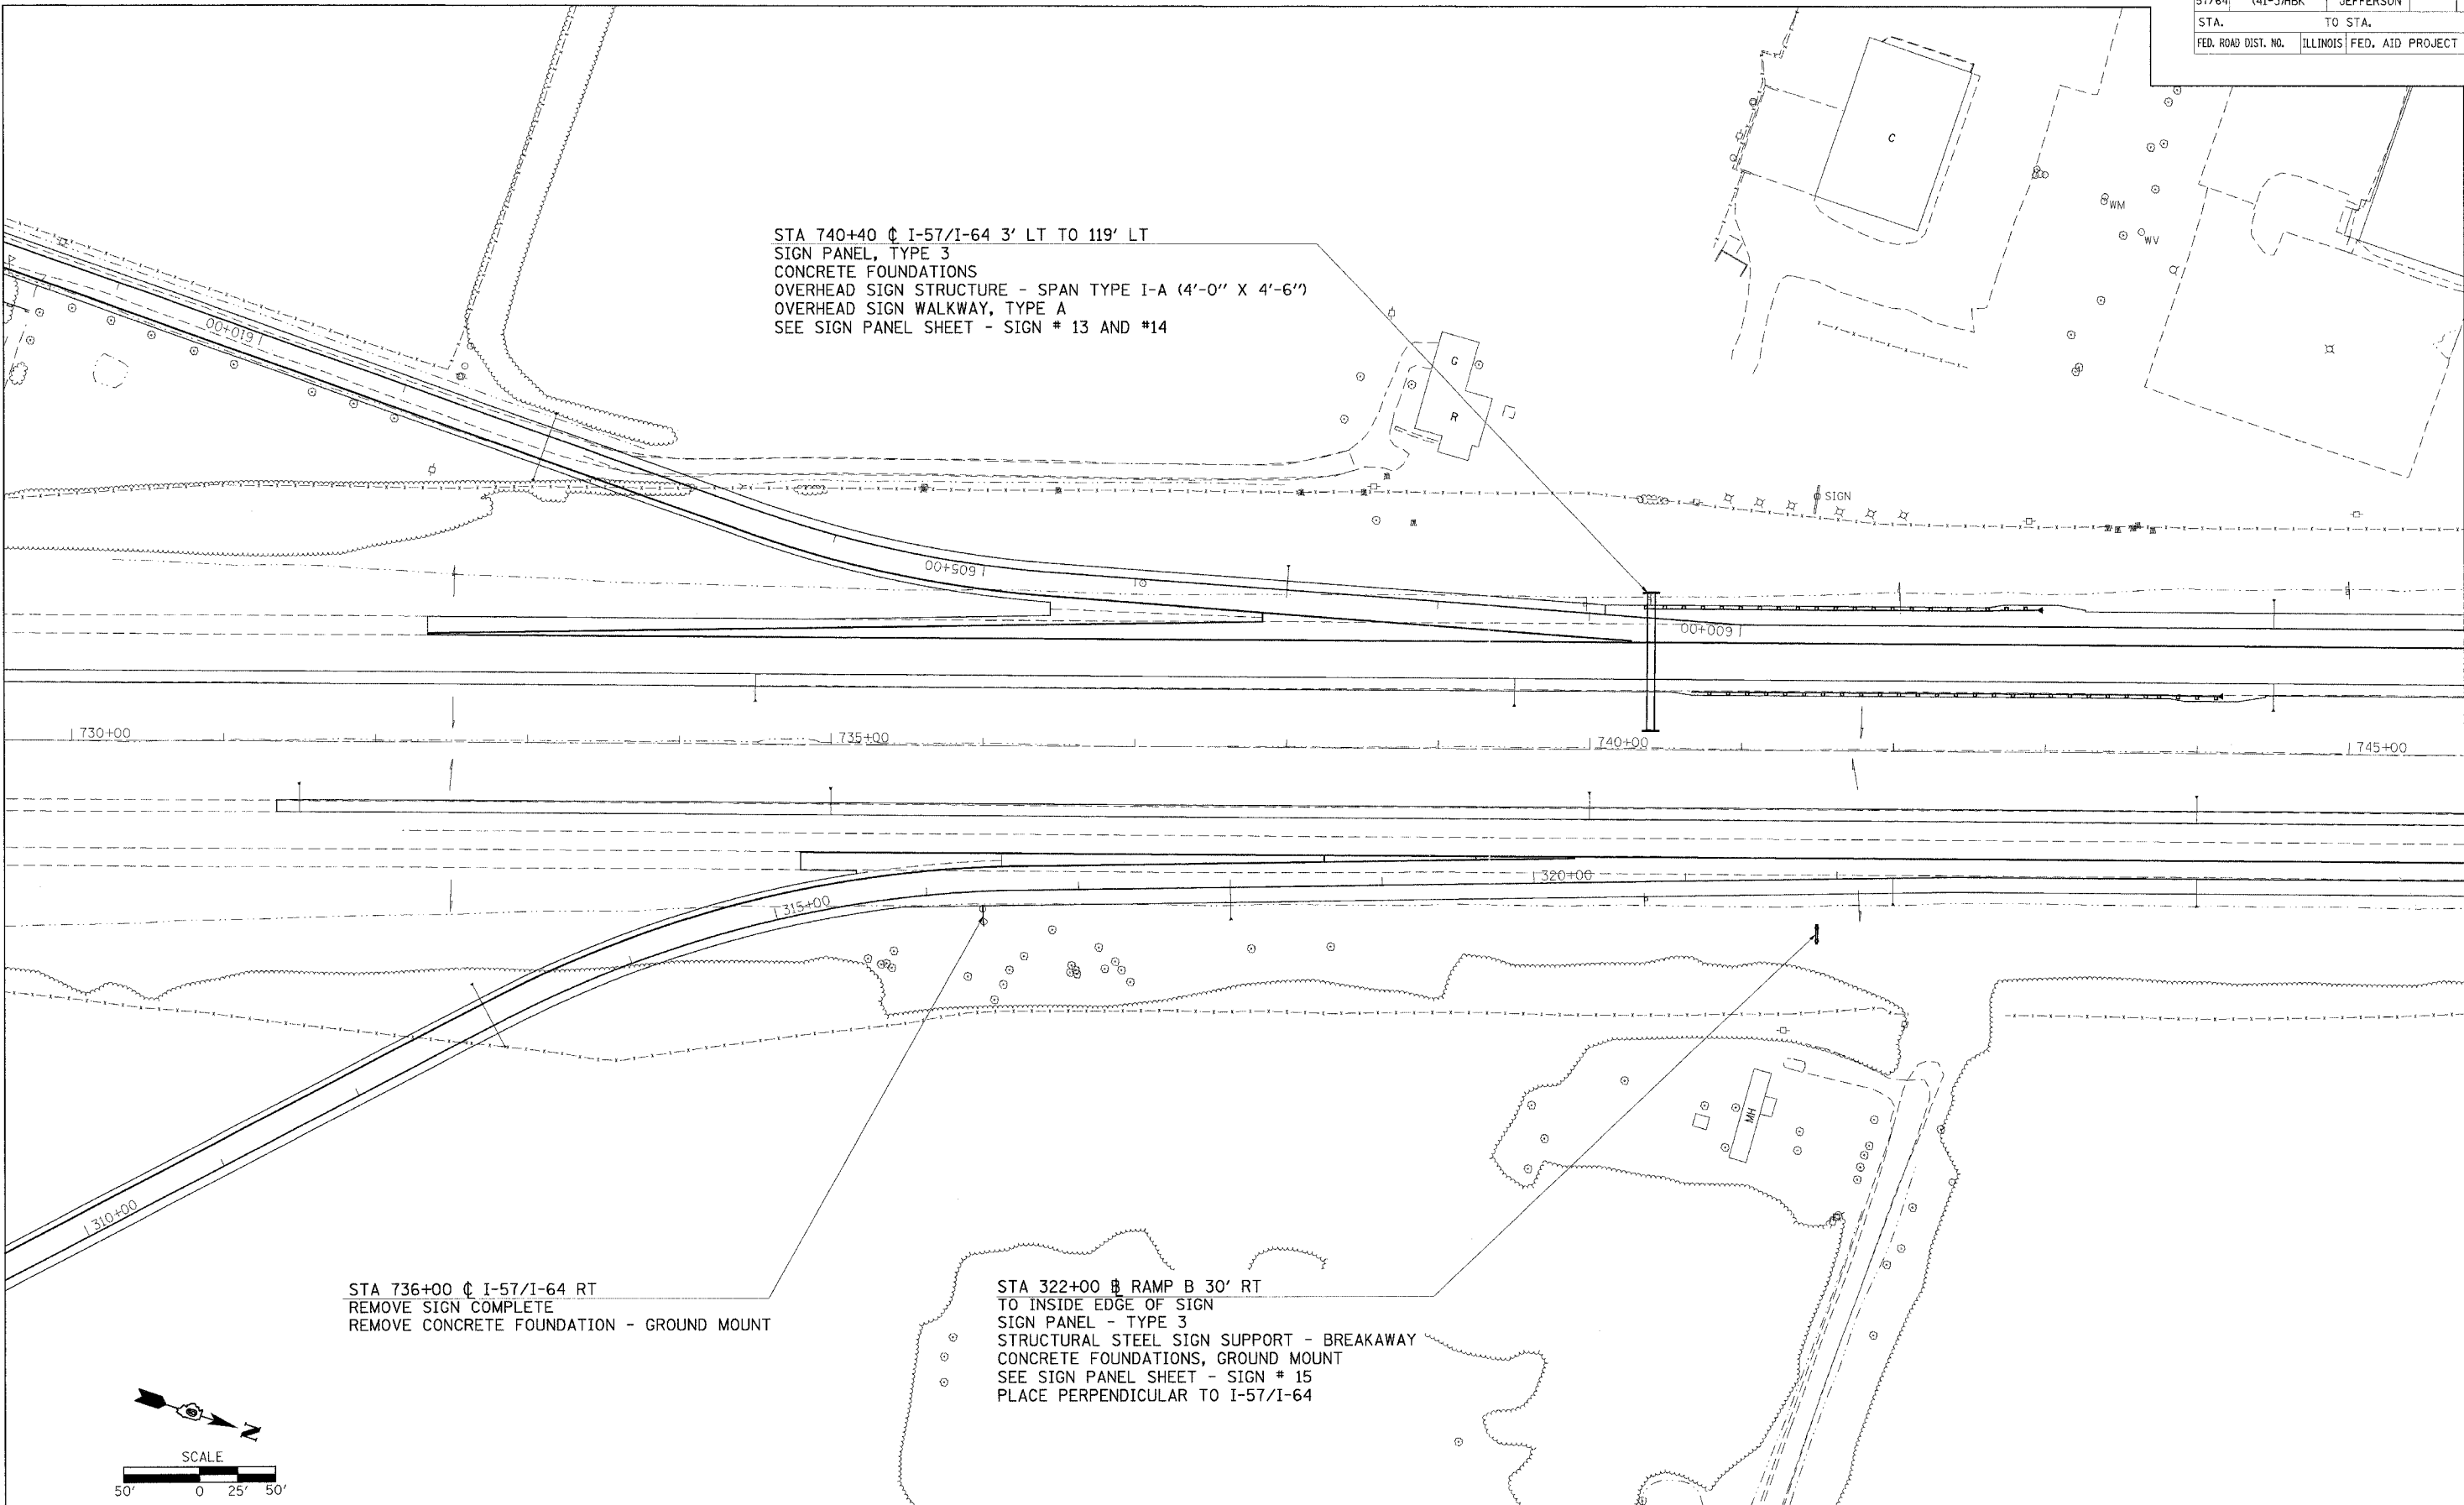 57/64 (41-3)HBK JEFFERSON
STA. TO STA.
FED. ROAD DIST. NO. ILLINOIS FED. AID PROJECT
C
WM
WV
STA 740+40 ℄ I-57/I-64 3' LT TO 119' LT
SIGN PANEL, TYPE 3
CONCRETE FOUNDATIONS
OVERHEAD SIGN STRUCTURE - SPAN TYPE I-A (4'-0" X 4'-6")
OVERHEAD SIGN WALKWAY, TYPE A
SEE SIGN PANEL SHEET - SIGN # 13 AND #14
610+00
G
R
SIGN
605+00
600+00
730+00
735+00
740+00
745+00
320+00
315+00
310+00
MH
STA 736+00 ℄ I-57/I-64 RT
REMOVE SIGN COMPLETE
REMOVE CONCRETE FOUNDATION - GROUND MOUNT
STA 322+00 ␢ RAMP B 30' RT
TO INSIDE EDGE OF SIGN
SIGN PANEL - TYPE 3
STRUCTURAL STEEL SIGN SUPPORT - BREAKAWAY
CONCRETE FOUNDATIONS, GROUND MOUNT
SEE SIGN PANEL SHEET - SIGN # 15
PLACE PERPENDICULAR TO I-57/I-64
N
SCALE
50' 0 25' 50'